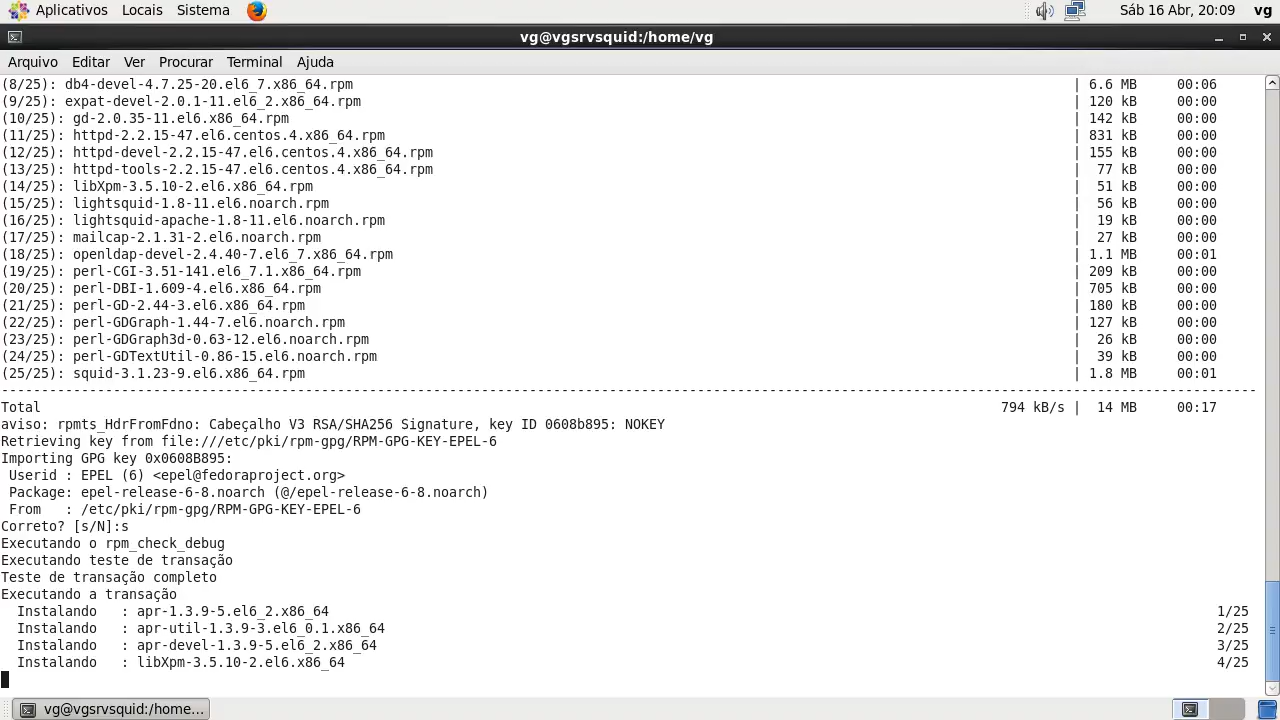 Aplicativos Locais Sistema Sáb 16 Abr, 20:09 vg
vg@vgsrvsquid:/home/vg
Arquivo Editar Ver Procurar Terminal Ajuda
(8/25): db4-devel-4.7.25-20.el6_7.x86_64.rpm | 6.6 MB 00:06
(9/25): expat-devel-2.0.1-11.el6_2.x86_64.rpm | 120 kB 00:00
(10/25): gd-2.0.35-11.el6.x86_64.rpm | 142 kB 00:00
(11/25): httpd-2.2.15-47.el6.centos.4.x86_64.rpm | 831 kB 00:00
(12/25): httpd-devel-2.2.15-47.el6.centos.4.x86_64.rpm | 155 kB 00:00
(13/25): httpd-tools-2.2.15-47.el6.centos.4.x86_64.rpm | 77 kB 00:00
(14/25): libXpm-3.5.10-2.el6.x86_64.rpm | 51 kB 00:00
(15/25): lightsquid-1.8-11.el6.noarch.rpm | 56 kB 00:00
(16/25): lightsquid-apache-1.8-11.el6.noarch.rpm | 19 kB 00:00
(17/25): mailcap-2.1.31-2.el6.noarch.rpm | 27 kB 00:00
(18/25): openldap-devel-2.4.40-7.el6_7.x86_64.rpm | 1.1 MB 00:01
(19/25): perl-CGI-3.51-141.el6_7.1.x86_64.rpm | 209 kB 00:00
(20/25): perl-DBI-1.609-4.el6.x86_64.rpm | 705 kB 00:00
(21/25): perl-GD-2.44-3.el6.x86_64.rpm | 180 kB 00:00
(22/25): perl-GDGraph-1.44-7.el6.noarch.rpm | 127 kB 00:00
(23/25): perl-GDGraph3d-0.63-12.el6.noarch.rpm | 26 kB 00:00
(24/25): perl-GDTextUtil-0.86-15.el6.noarch.rpm | 39 kB 00:00
(25/25): squid-3.1.23-9.el6.x86_64.rpm | 1.8 MB 00:01
--------------------------------------------------------------------------------
Total 794 kB/s | 14 MB 00:17
aviso: rpmts_HdrFromFdno: Cabeçalho V3 RSA/SHA256 Signature, key ID 0608b895: NOKEY
Retrieving key from file:///etc/pki/rpm-gpg/RPM-GPG-KEY-EPEL-6
Importing GPG key 0x0608B895:
Userid : EPEL (6) <epel@fedoraproject.org>
Package: epel-release-6-8.noarch (@/epel-release-6-8.noarch)
From : /etc/pki/rpm-gpg/RPM-GPG-KEY-EPEL-6
Correto? [s/N]:s
Executando o rpm_check_debug
Executando teste de transação
Teste de transação completo
Executando a transação
Instalando : apr-1.3.9-5.el6_2.x86_64 1/25
Instalando : apr-util-1.3.9-3.el6_0.1.x86_64 2/25
Instalando : apr-devel-1.3.9-5.el6_2.x86_64 3/25
Instalando : libXpm-3.5.10-2.el6.x86_64 4/25
vg@vgsrvsquid:/home...